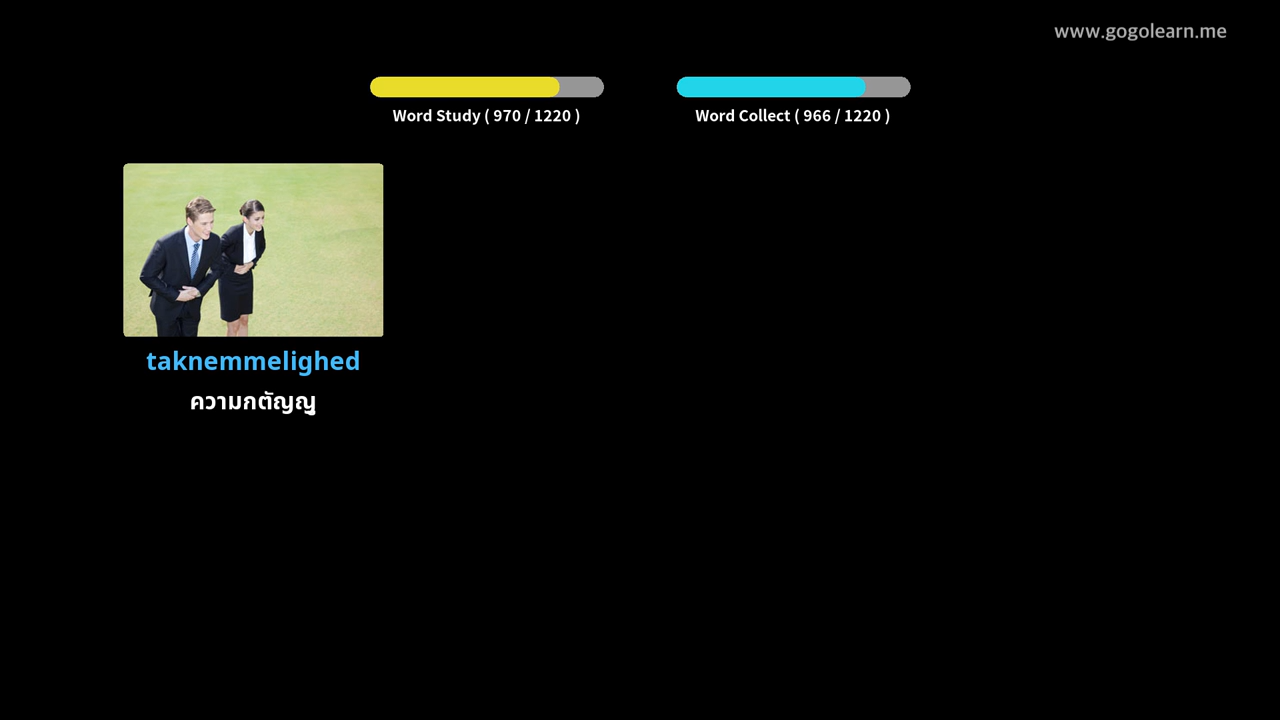 www.gogolearn.me
Word Study ( 970 / 1220 )
Word Collect ( 966 / 1220 )
taknemmelighed
ความกตัญญู